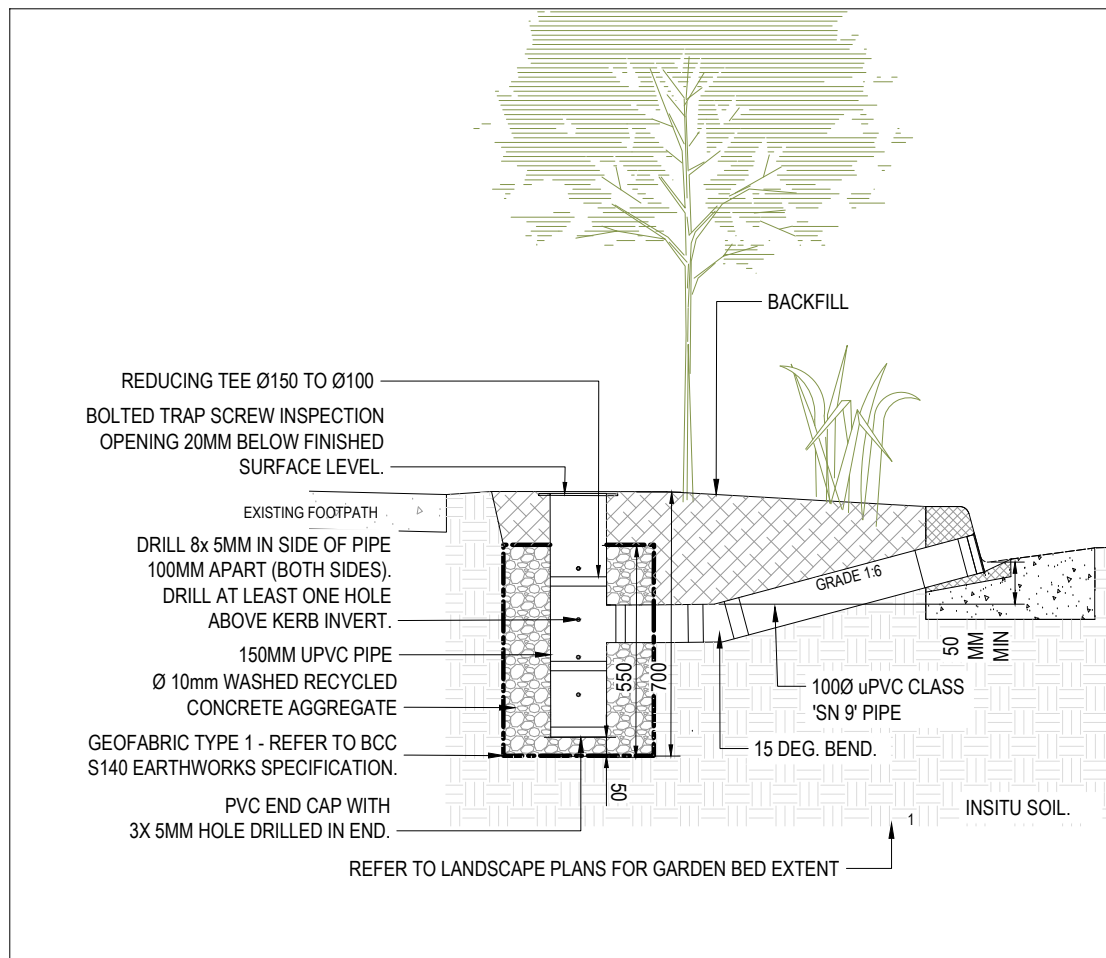 BACKFILL
REDUCING TEE Ø150 TO Ø100
BOLTED TRAP SCREW INSPECTION
OPENING 20MM BELOW FINISHED
SURFACE LEVEL.
EXISTING FOOTPATH
DRILL 8x 5MM IN SIDE OF PIPE
100MM APART (BOTH SIDES).
DRILL AT LEAST ONE HOLE
ABOVE KERB INVERT.
150MM UPVC PIPE
Ø 10mm WASHED RECYCLED
CONCRETE AGGREGATE
GEOFABRIC TYPE 1 - REFER TO BCC
S140 EARTHWORKS SPECIFICATION.
PVC END CAP WITH
3X 5MM HOLE DRILLED IN END.
REFER TO LANDSCAPE PLANS FOR GARDEN BED EXTENT
550
700
50
GRADE 1:6
50
MM
MIN
100Ø uPVC CLASS
'SN 9' PIPE
15 DEG. BEND.
INSITU SOIL.
1